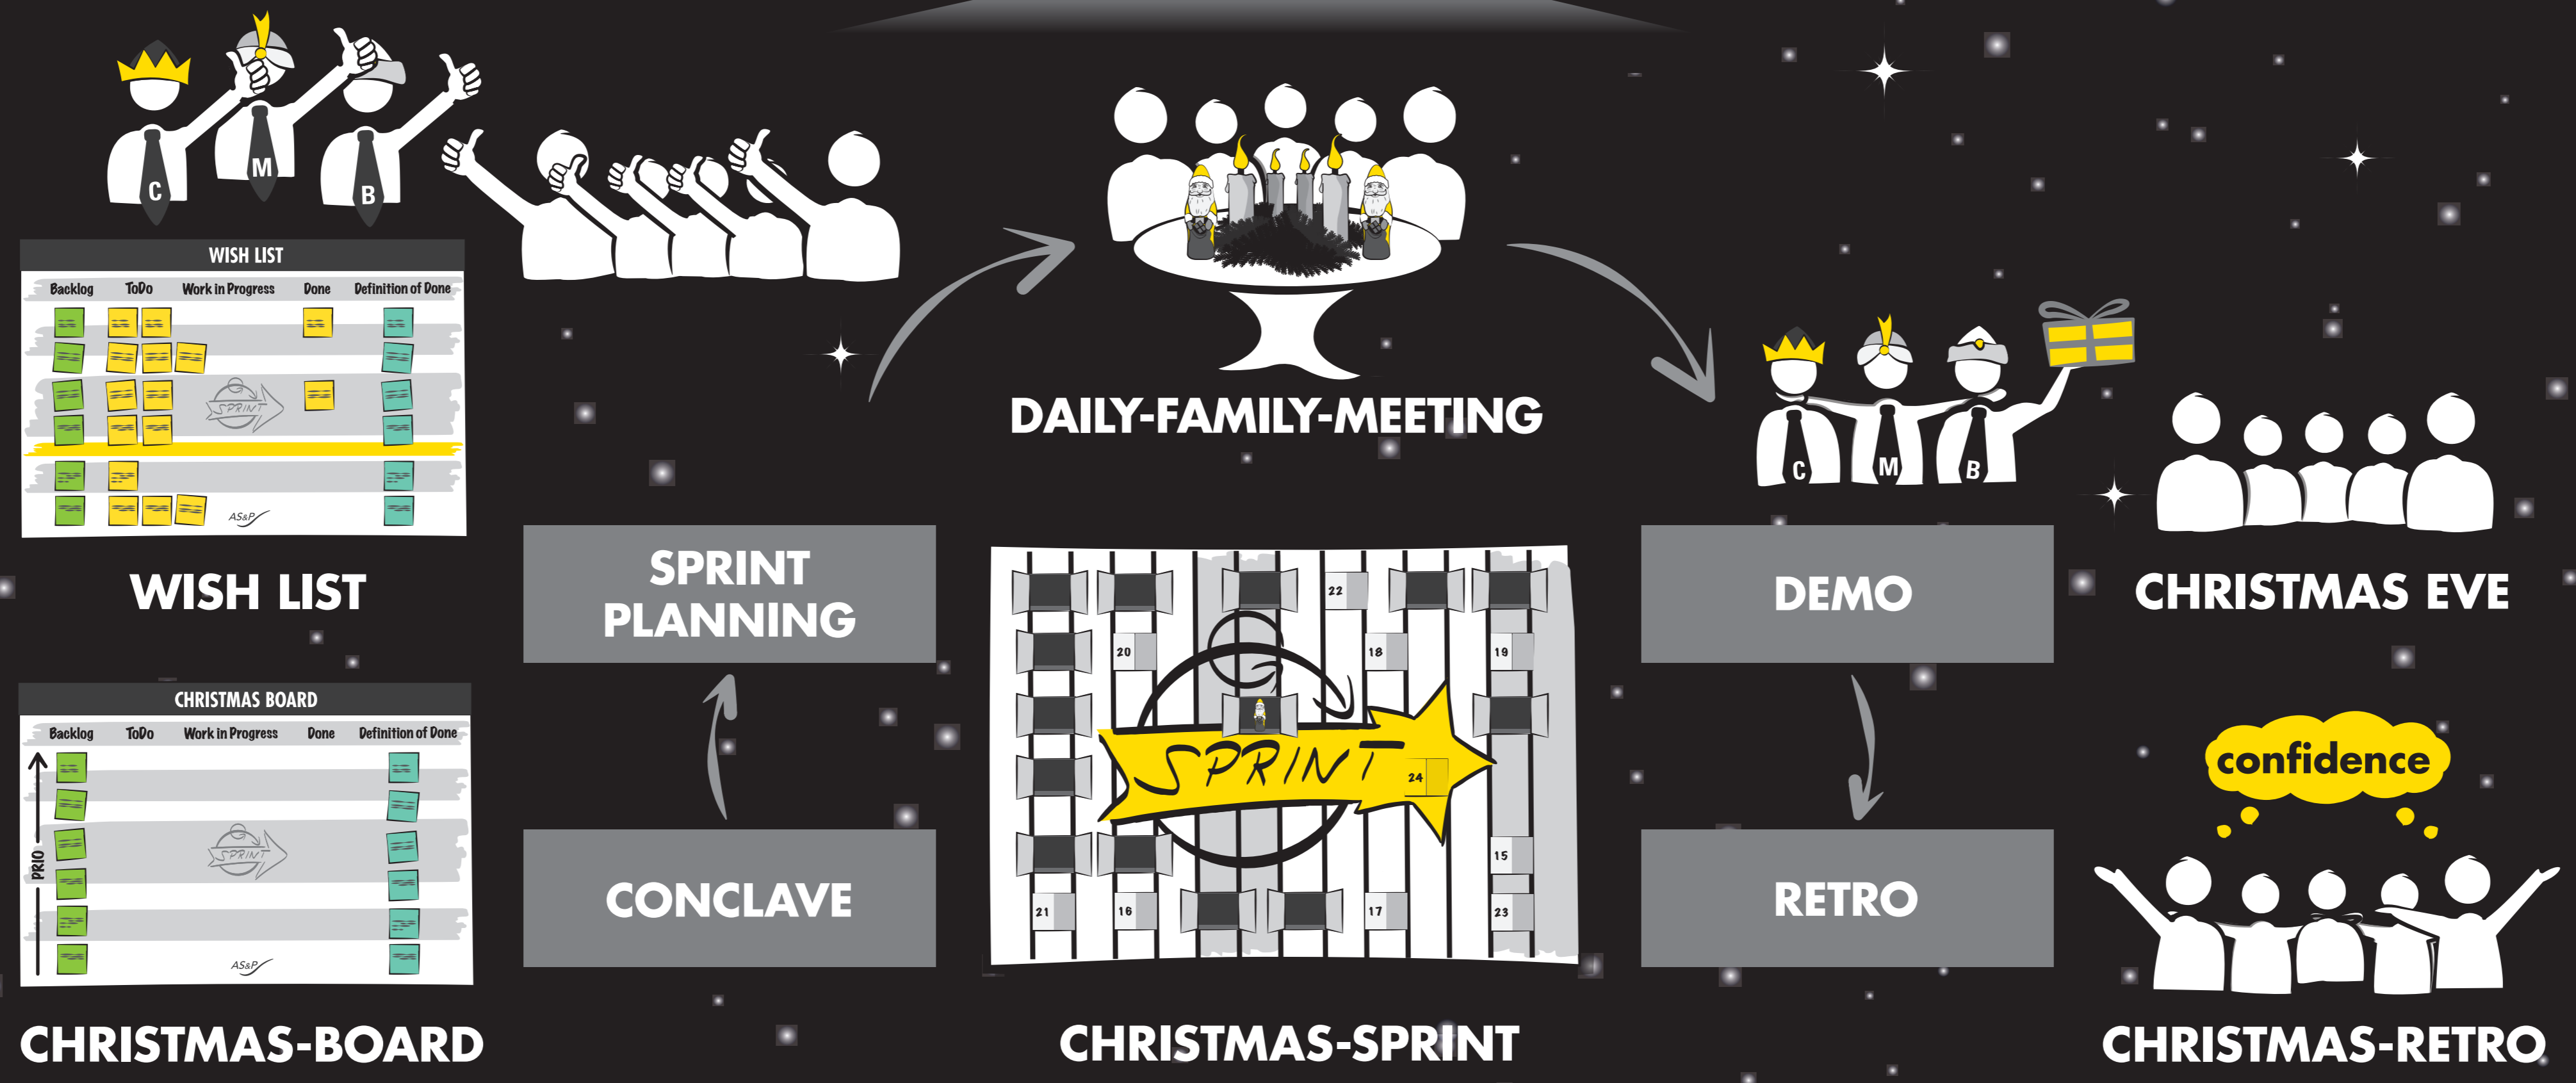 C
M
B
WISH LIST
Backlog ToDo Work in Progress Done Definition of Done
SPRINT
AS&P
WISH LIST
CHRISTMAS BOARD
Backlog ToDo Work in Progress Done Definition of Done
PRIO
SPRINT
AS&P
CHRISTMAS-BOARD
SPRINT
PLANNING
CONCLAVE
DAILY-FAMILY-MEETING
22
20
18
19
SPRINT
24
15
21
16
17
23
CHRISTMAS-SPRINT
C
M
B
DEMO
RETRO
CHRISTMAS EVE
confidence
CHRISTMAS-RETRO